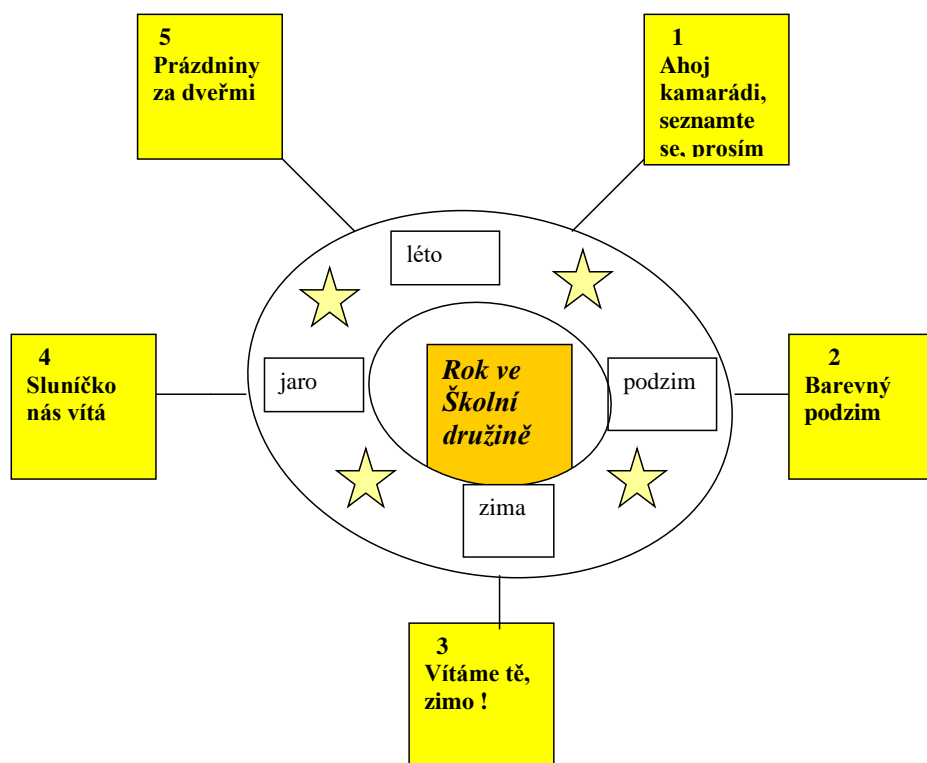 5
Prázdniny
za dveřmi
1
Ahoj
kamarádi,
seznamte
se, prosím
léto
4
Sluníčko
nás vítá
jaro
Rok ve
Školní
družině
podzim
2
Barevný
podzim
zima
3
Vítáme tě,
zimo !